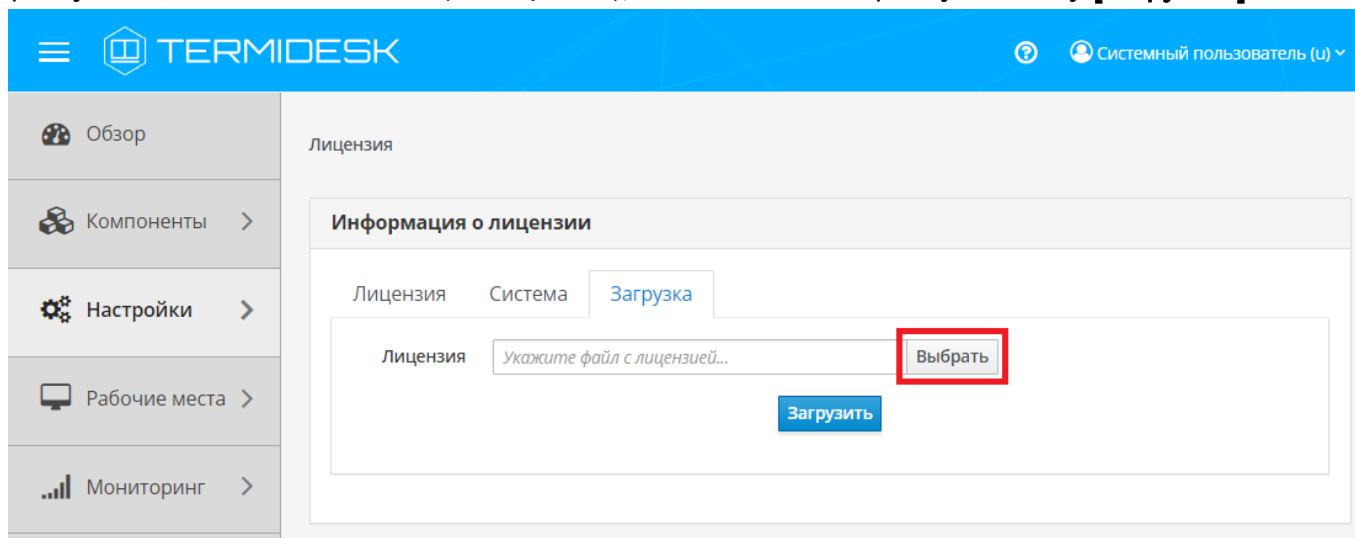 TERMIDESK
Системный пользователь (u)
Обзор
Лицензия
Компоненты
Информация о лицензии
Настройки
Лицензия Система Загрузка
Лицензия Укажите файл с лицензией... Выбрать
Рабочие места
Загрузить
Мониторинг